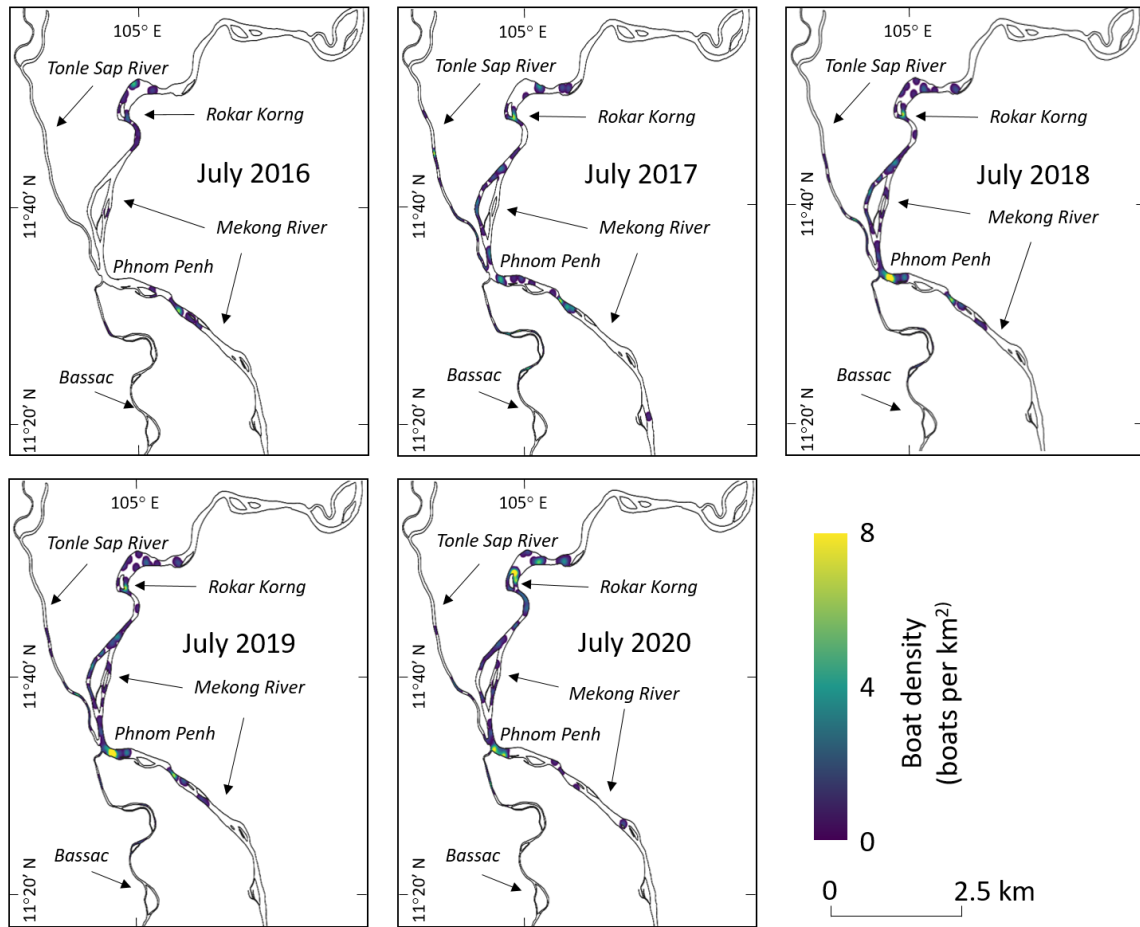 105° E
Tonle Sap River
Rokar Korng
July 2016
11°40′ N
Mekong River
Phnom Penh
Bassac
11°20′ N
105° E
Tonle Sap River
Rokar Korng
July 2017
11°40′ N
Mekong River
Phnom Penh
Bassac
11°20′ N
105° E
Tonle Sap River
Rokar Korng
July 2018
11°40′ N
Mekong River
Phnom Penh
Bassac
11°20′ N
105° E
Tonle Sap River
Rokar Korng
July 2019
11°40′ N
Mekong River
Phnom Penh
Bassac
11°20′ N
105° E
Tonle Sap River
Rokar Korng
July 2020
11°40′ N
Mekong River
Phnom Penh
Bassac
11°20′ N
8
4
0
Boat density
(boats per km²)
0 2.5 km